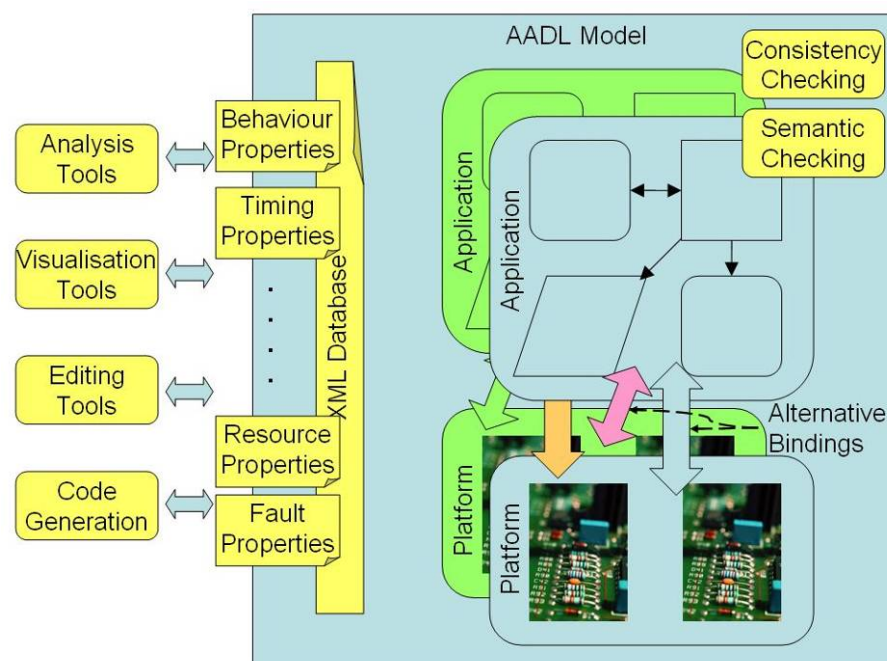 AADL Model
Consistency
Checking
Semantic
Checking
Analysis
Tools
Visualisation
Tools
Editing
Tools
Code
Generation
Behaviour
Properties
Timing
Properties
Resource
Properties
Fault
Properties
XML Database
Application
Application
Alternative
Bindings
Platform
Platform